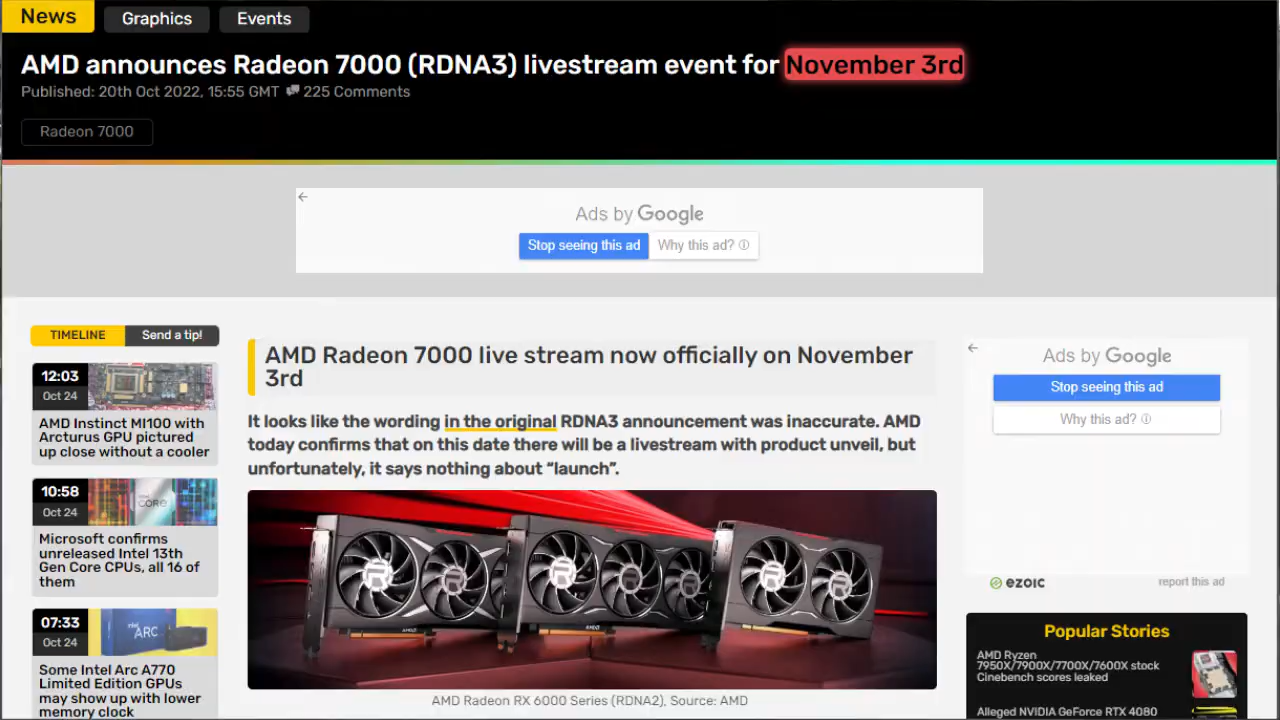 News
Graphics
Events
AMD announces Radeon 7000 (RDNA3) livestream event for November 3rd
Published: 20th Oct 2022, 15:55 GMT 225 Comments
Radeon 7000
Ads by Google
Stop seeing this ad
Why this ad?
TIMELINE
Send a tip!
12:03
Oct 24
AMD Instinct MI100 with
Arcturus GPU pictured
up close without a cooler
10:58
Oct 24
intel
CORE
Microsoft confirms
unreleased Intel 13th
Gen Core CPUs, all 16 of
them
07:33
Oct 24
intel
ARC
Some Intel Arc A770
Limited Edition GPUs
may show up with lower
memory clock
AMD Radeon 7000 live stream now officially on November
3rd
It looks like the wording in the original RDNA3 announcement was inaccurate. AMD
today confirms that on this date there will be a livestream with product unveil, but
unfortunately, it says nothing about “launch”.
AMD Radeon RX 6000 Series (RDNA2), Source: AMD
Ads by Google
Stop seeing this ad
Why this ad?
ezoic
report this ad
Popular Stories
AMD Ryzen
7950X/7900X/7700X/7600X stock
Cinebench scores leaked
Alleged NVIDIA GeForce RTX 4080